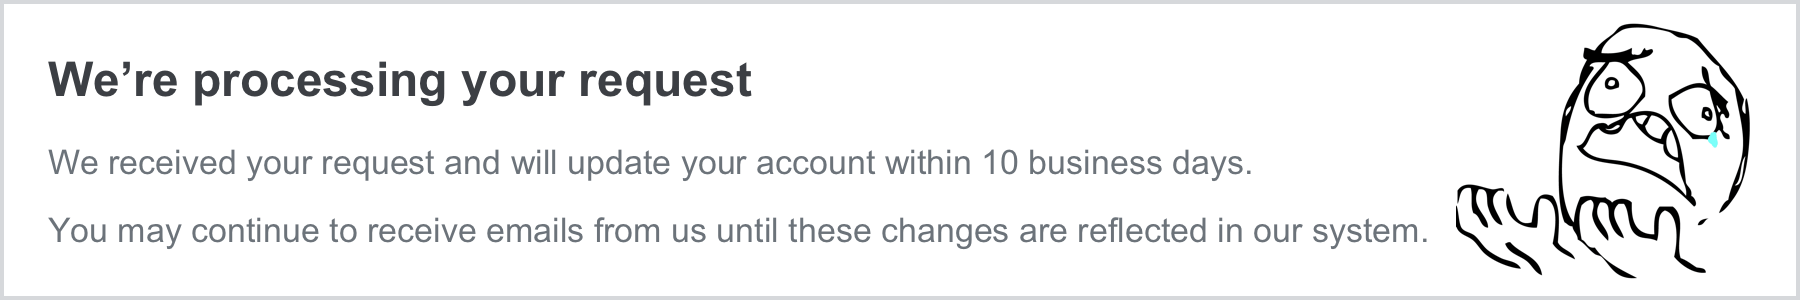 We’re processing your request
We received your request and will update your account within 10 business days.
You may continue to receive emails from us until these changes are reflected in our system.